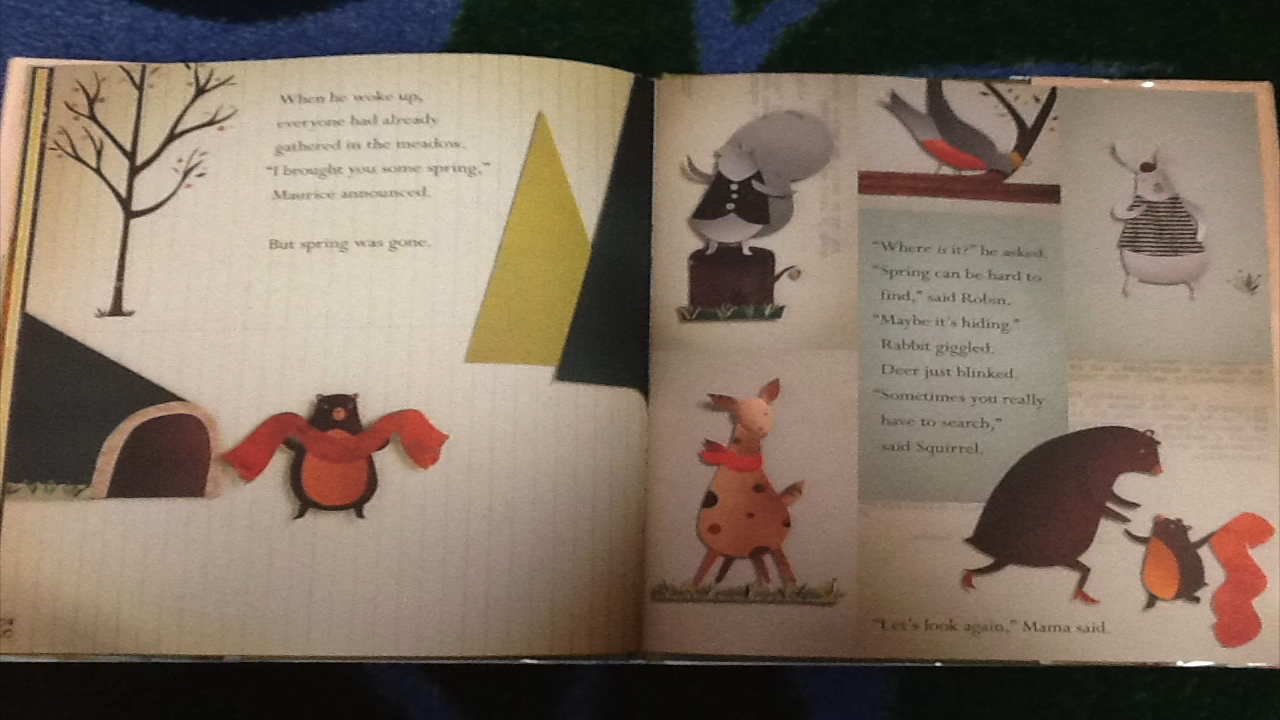 When he woke up,
everyone had already
gathered in the meadow.
"I brought you some spring,"
Maurice announced.
But spring was gone.
"Where is it?" he asked.
"Spring can be hard to
find," said Robin.
"Maybe it's hiding."
Rabbit giggled.
Deer just blinked.
"Sometimes you really
have to search,"
said Squirrel.
"Let's look again," Mama said.